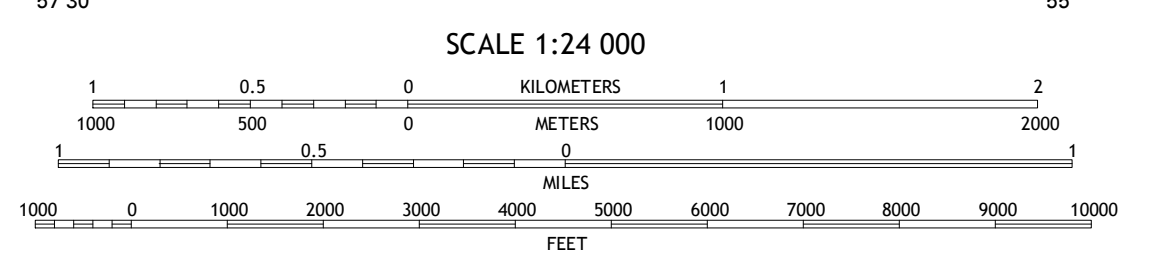 57'30" 55'
SCALE 1:24 000
1 0.5 0 KILOMETERS 1 2
1000 500 0 METERS 1000 2000
1 0.5 0 1
MILES
1000 0 1000 2000 3000 4000 5000 6000 7000 8000 9000 10000
FEET